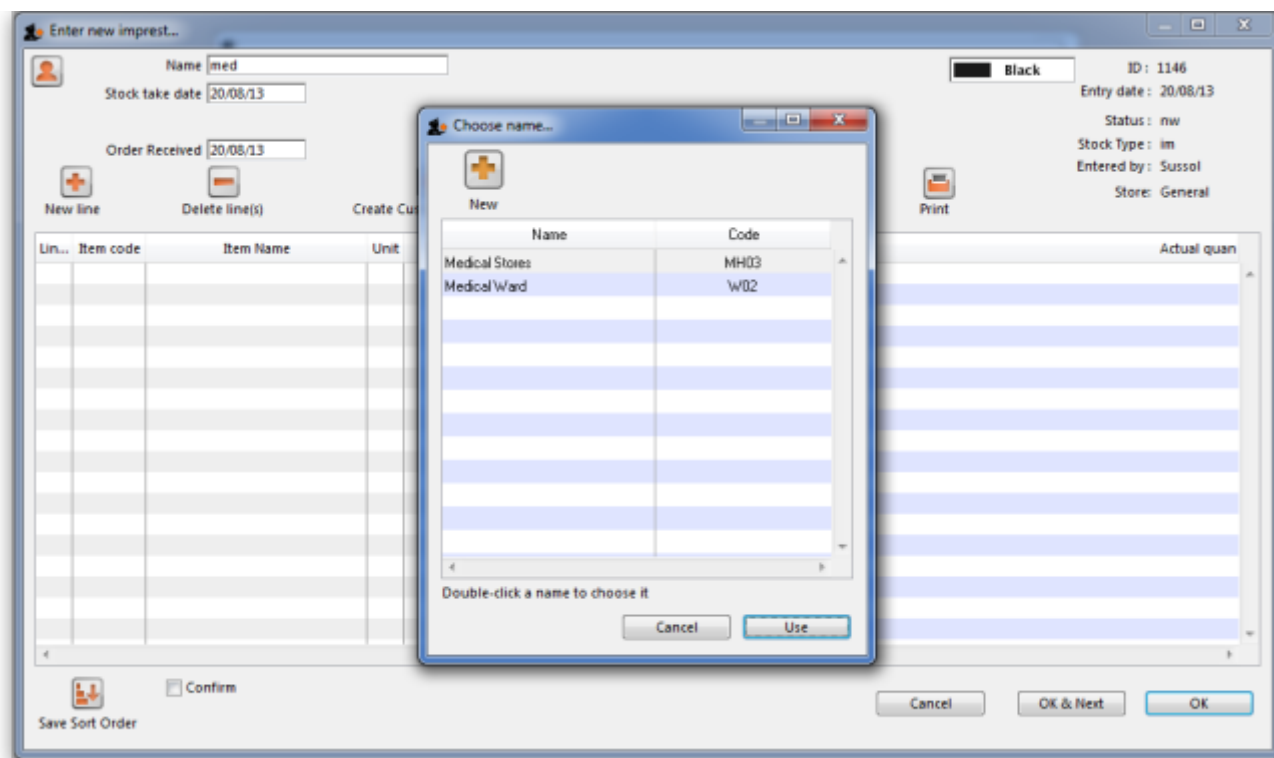 Enter new imprest...
Name med
Stock take date 20/08/13
Order Received 20/08/13
Black
ID : 1146
Entry date : 20/08/13
Status : nw
Stock Type : im
Entered by : Sussol
Store: General
New line
Delete line(s)
Create Cus
Print
Lin... Item code Item Name Unit
Actual quan
Choose name...
New
Name Code
Medical Stores MH03
Medical Ward W02
Double-click a name to choose it
Cancel Use
Confirm
Save Sort Order
Cancel OK & Next OK